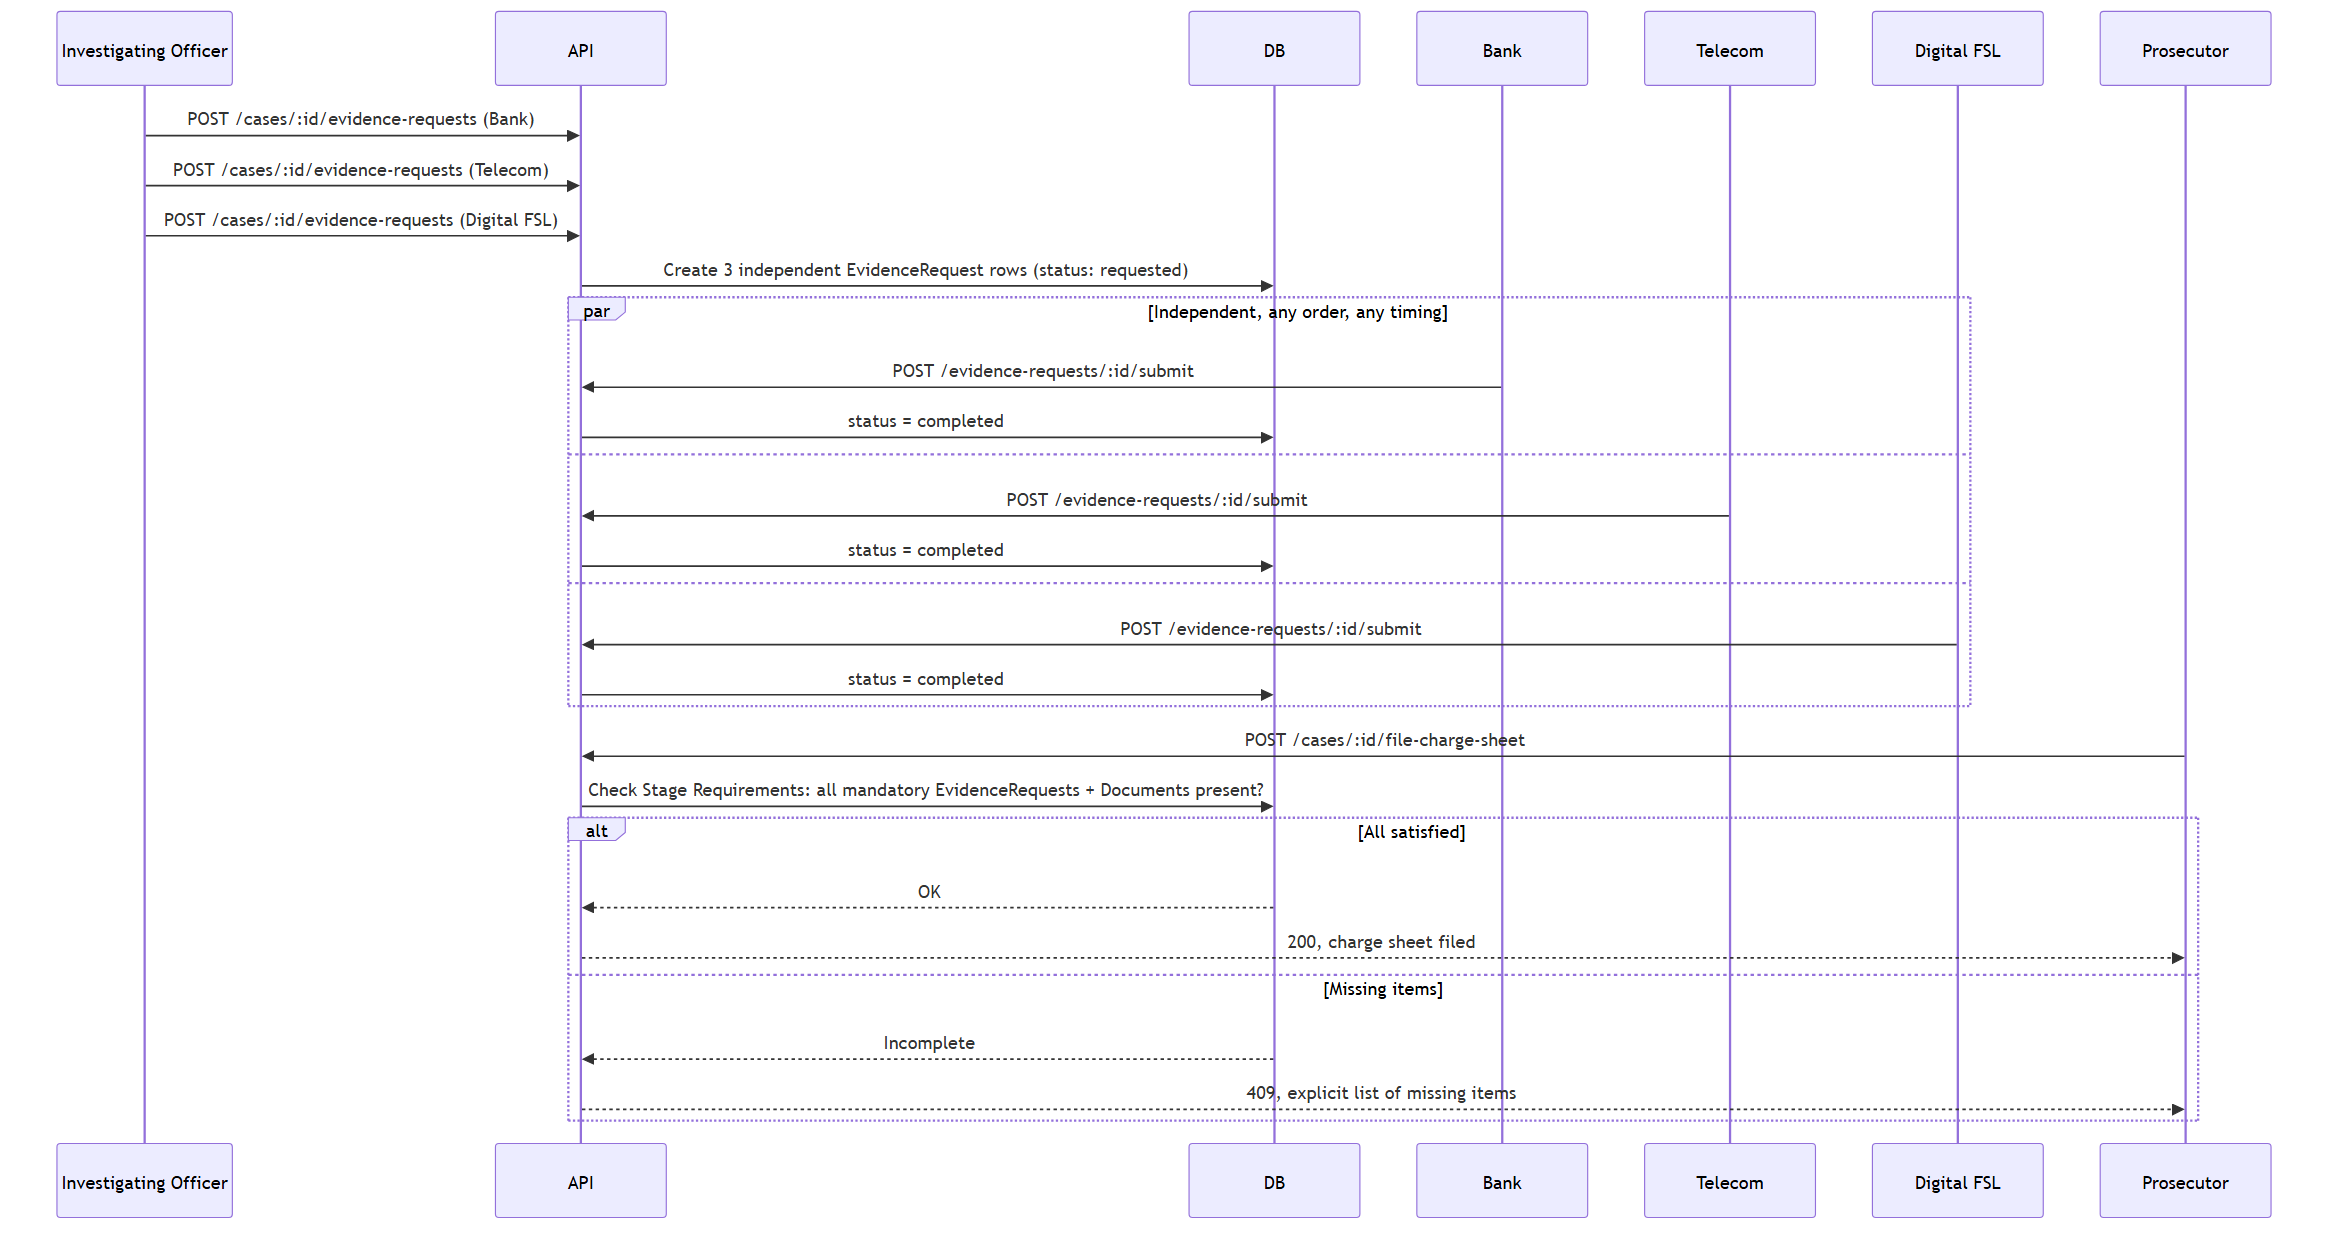 Investigating Officer
API
DB
Bank
Telecom
Digital FSL
Prosecutor
POST /cases/:id/evidence-requests (Bank)
POST /cases/:id/evidence-requests (Telecom)
POST /cases/:id/evidence-requests (Digital FSL)
Create 3 independent EvidenceRequest rows (status: requested)
par
[Independent, any order, any timing]
POST /evidence-requests/:id/submit
status = completed
POST /evidence-requests/:id/submit
status = completed
POST /evidence-requests/:id/submit
status = completed
POST /cases/:id/file-charge-sheet
Check Stage Requirements: all mandatory EvidenceRequests + Documents present?
alt
[All satisfied]
OK
200, charge sheet filed
[Missing items]
Incomplete
409, explicit list of missing items
Investigating Officer
API
DB
Bank
Telecom
Digital FSL
Prosecutor